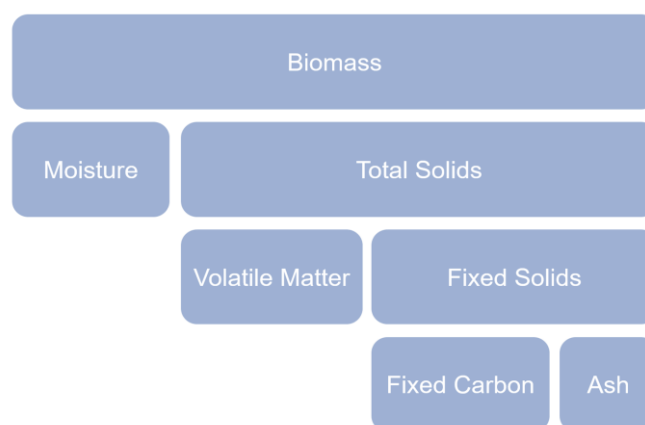 Biomass
Moisture
Total Solids
Volatile Matter
Fixed Solids
Fixed Carbon
Ash